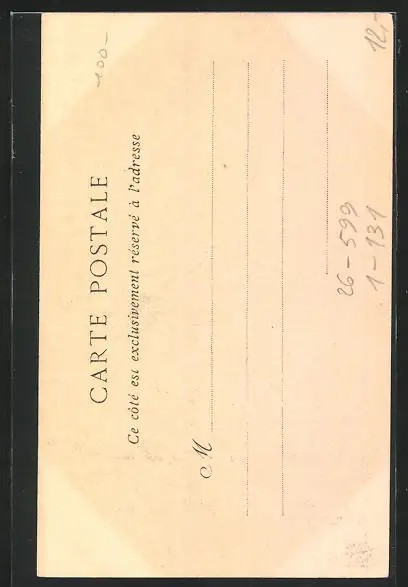 100-
CARTE POSTALE
Ce côté est exclusivement réservé à l'adresse
M
26-599
1-131
12,-